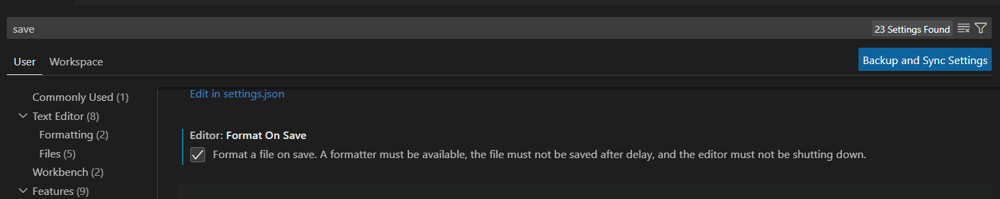 save
23 Settings Found
User Workspace
Backup and Sync Settings
Commonly Used (1)
Text Editor (8)
Formatting (2)
Files (5)
Workbench (2)
Features (9)
Edit in settings.json
Editor: Format On Save
Format a file on save. A formatter must be available, the file must not be saved after delay, and the editor must not be shutting down.